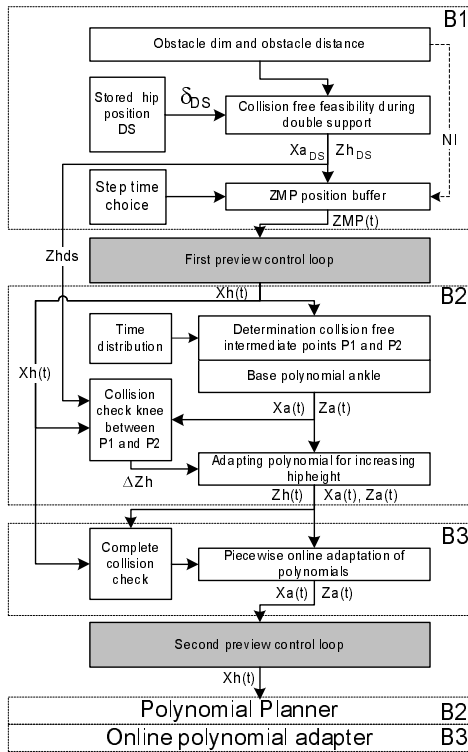 B1
Obstacle dim and obstacle distance
Stored hip
position
DS
δDS
Collision free feasibility during
double support
NI
XaDS
ZhDS
Step time
choice
ZMP position buffer
ZMP(t)
Zhds
First preview control loop
Xh(t)
B2
Time
distribution
Determination collision free
intermediate points P1 and P2
Base polynomial ankle
Xh(t)
Collision
check knee
between
P1 and P2
Xa(t)
Za(t)
ΔZh
Adapting polynomial for increasing
hipheight
Zh(t)
Xa(t), Za(t)
B3
Complete
collision
check
Piecewise online adaptation of
polynomials
Xa(t)
Za(t)
Second preview control loop
Xh(t)
Polynomial Planner
B2
Online polynomial adapter
B3